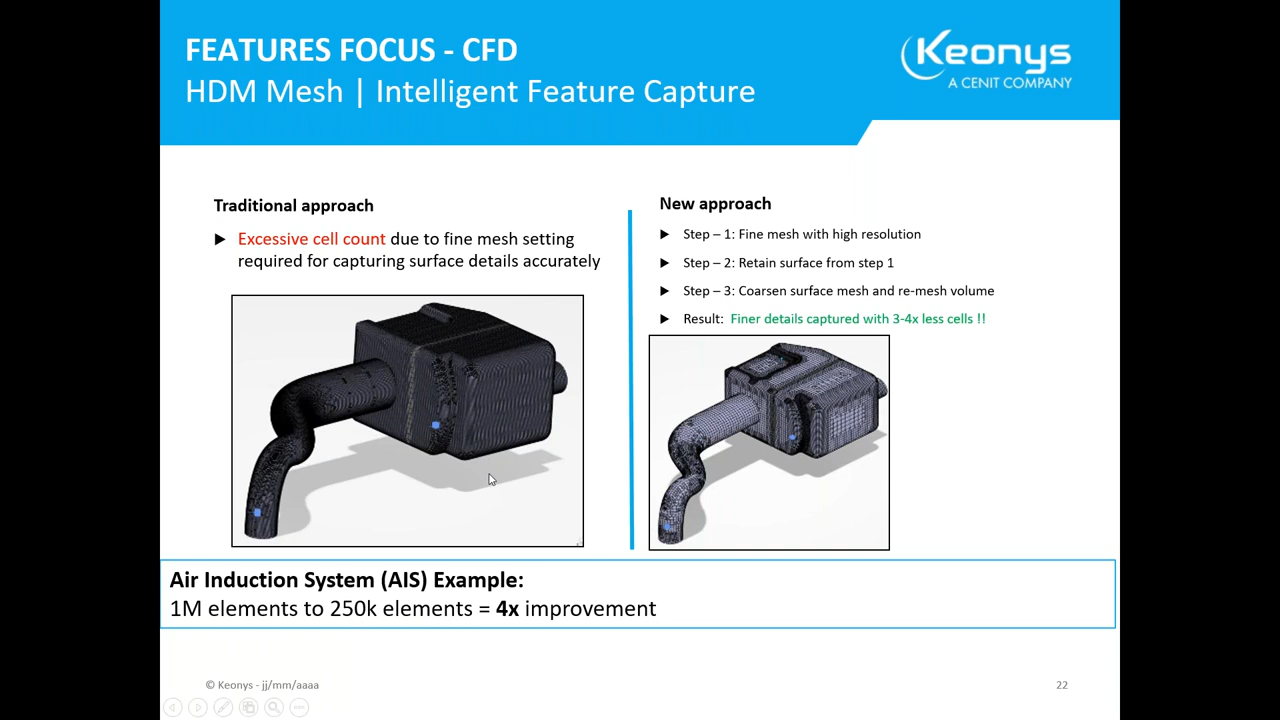 FEATURES FOCUS - CFD
HDM Mesh | Intelligent Feature Capture
Keonys
A CENIT COMPANY
Traditional approach
Excessive cell count due to fine mesh setting
required for capturing surface details accurately
New approach
Step – 1: Fine mesh with high resolution
Step – 2: Retain surface from step 1
Step – 3: Coarsen surface mesh and re-mesh volume
Result: Finer details captured with 3-4x less cells !!
Air Induction System (AIS) Example:
1M elements to 250k elements = 4x improvement
© Keonys - jj/mm/aaaa
22